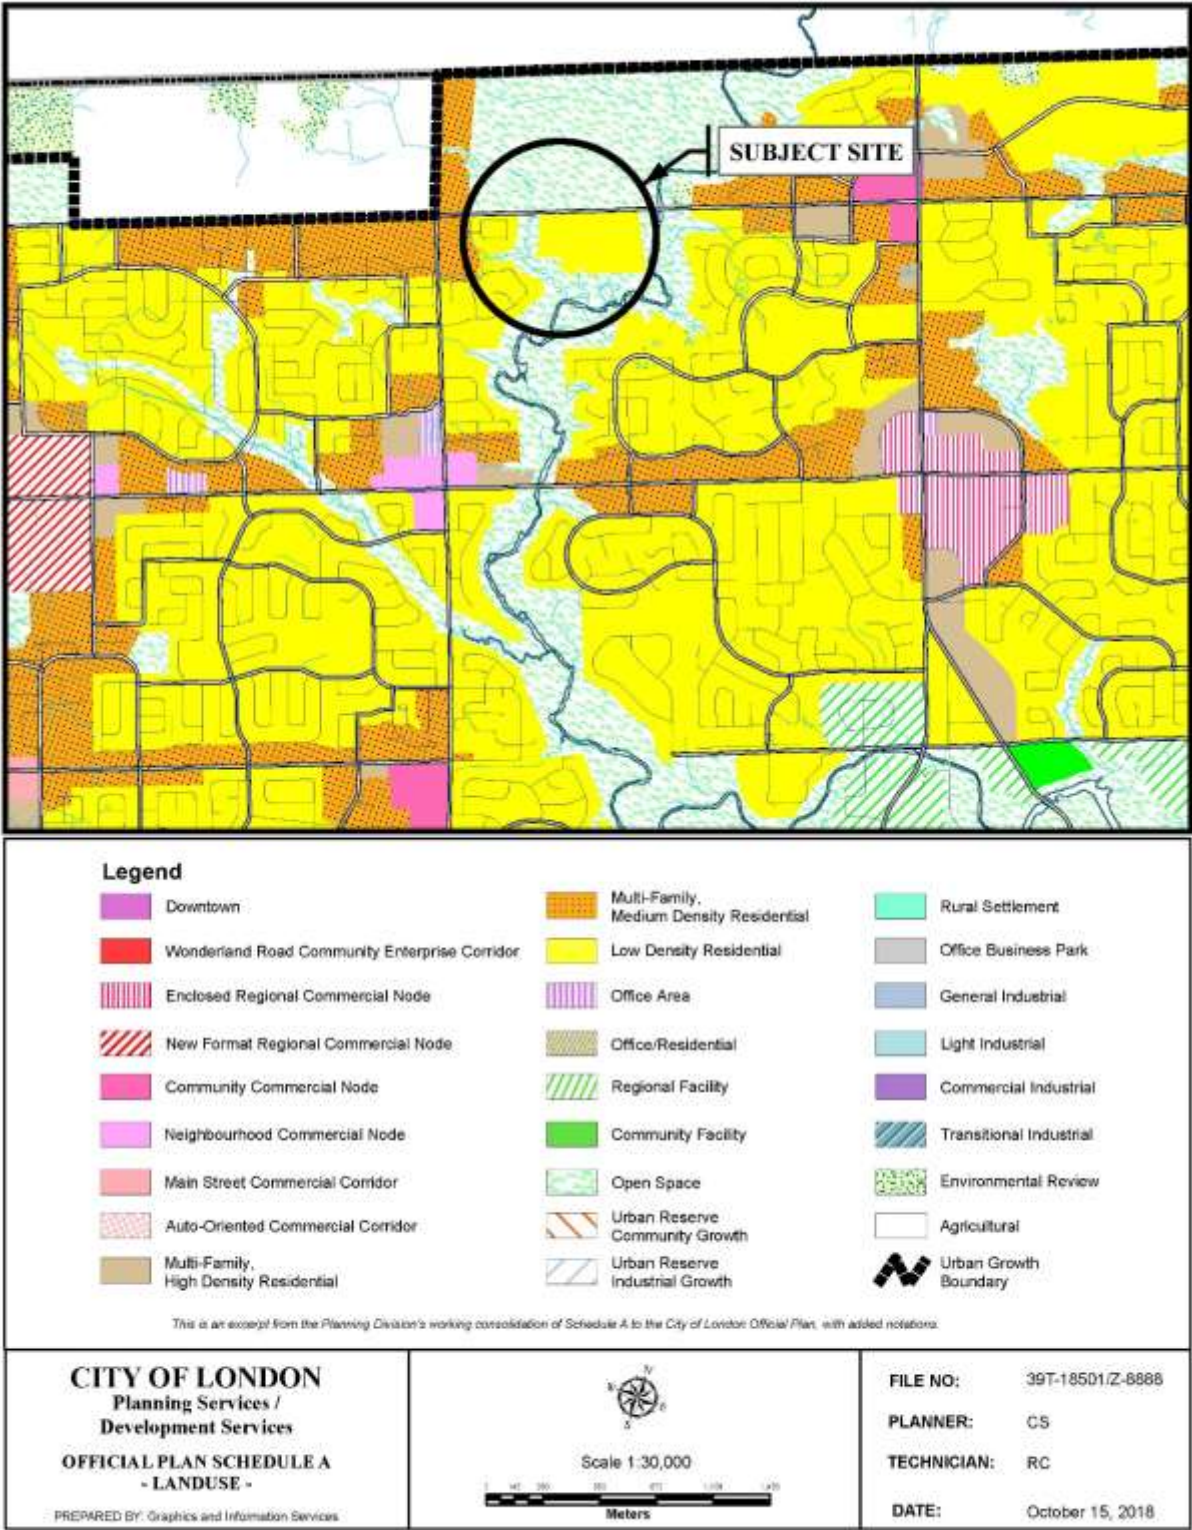 SUBJECT SITE
Legend
Downtown
Wonderland Road Community Enterprise Corridor
Enclosed Regional Commercial Node
New Format Regional Commercial Node
Community Commercial Node
Neighbourhood Commercial Node
Main Street Commercial Corridor
Auto-Oriented Commercial Corridor
Multi-Family,
High Density Residential
Multi-Family,
Medium Density Residential
Low Density Residential
Office Area
Office/Residential
Regional Facility
Community Facility
Open Space
Urban Reserve
Community Growth
Urban Reserve
Industrial Growth
Rural Settlement
Office Business Park
General Industrial
Light Industrial
Commercial Industrial
Transitional Industrial
Environmental Review
Agricultural
Urban Growth
Boundary
This is an excerpt from the Planning Division's working consolidation of Schedule A to the City of London Official Plan, with added notations.
CITY OF LONDON
Planning Services /
Development Services
OFFICIAL PLAN SCHEDULE A
- LANDUSE -
PREPARED BY: Graphics and Information Services
N
W
E
S
Scale 1:30,000
Meters
FILE NO: 39T-18501/Z-8888
PLANNER: CS
TECHNICIAN: RC
DATE: October 15, 2018